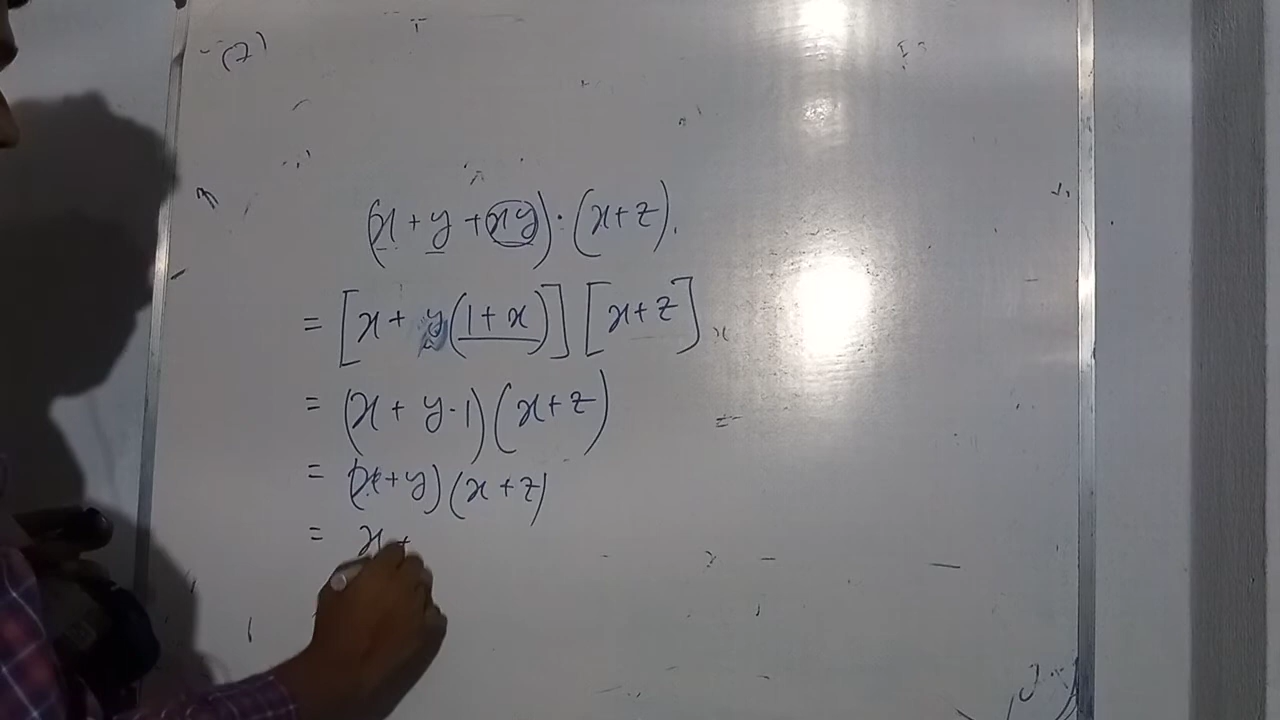 (7)
(x + y + xy) · (x + z).
= [x + y(1 + x)] [x + z]
= (x + y · 1) (x + z)
= (x + y) (x + z)
= x +